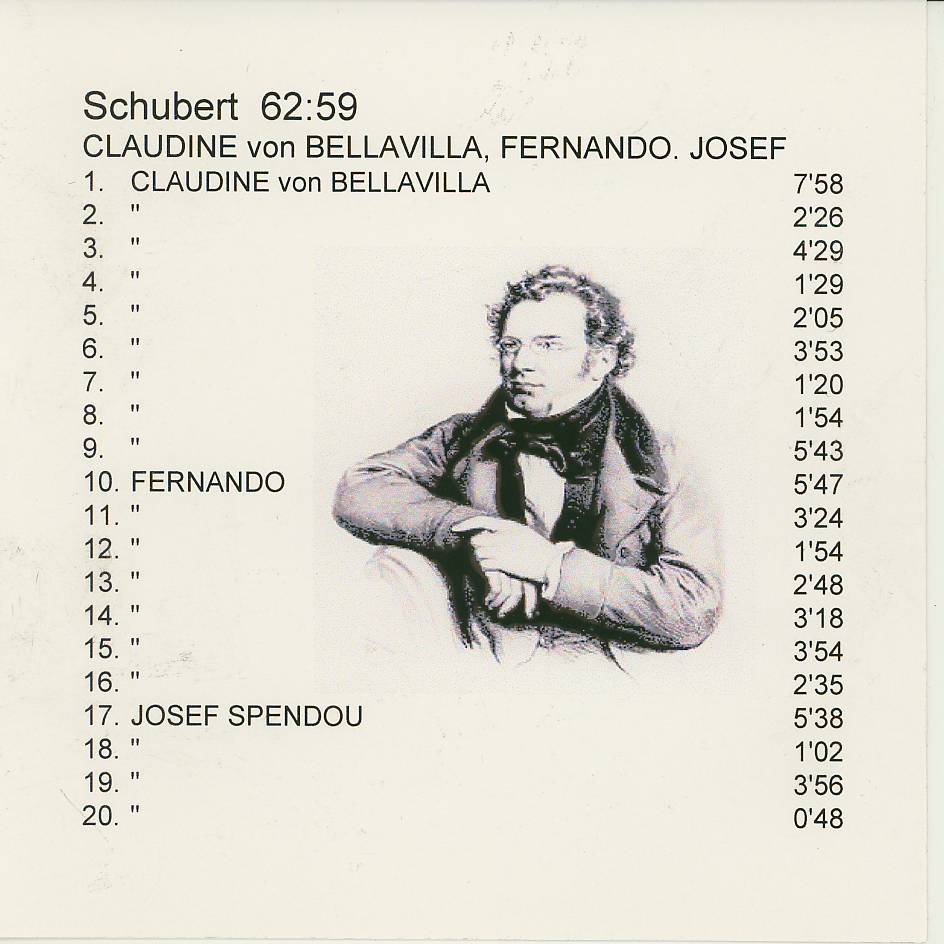 Schubert 62:59
CLAUDINE von BELLAVILLA, FERNANDO. JOSEF
1. CLAUDINE von BELLAVILLA 7'58
2. " 2'26
3. " 4'29
4. " 1'29
5. " 2'05
6. " 3'53
7. " 1'20
8. " 1'54
9. " 5'43
10. FERNANDO 5'47
11. " 3'24
12. " 1'54
13. " 2'48
14. " 3'18
15. " 3'54
16. " 2'35
17. JOSEF SPENDOU 5'38
18. " 1'02
19. " 3'56
20. " 0'48